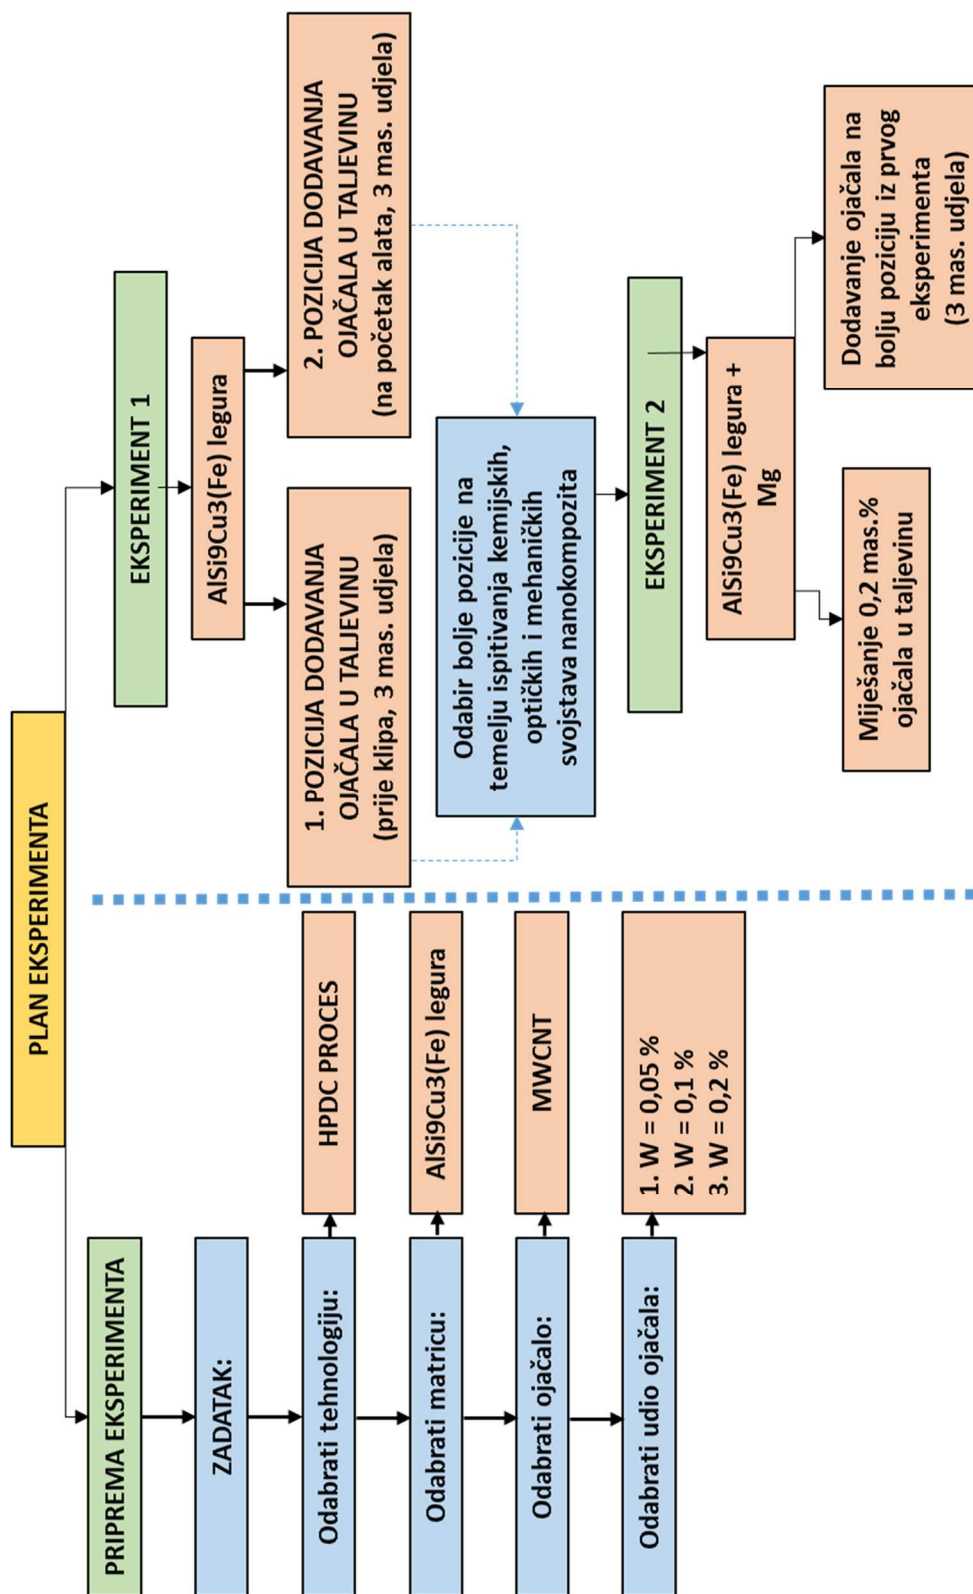 PLAN EKSPERIMENTA
PRIPREMA EKSPERIMENTA
ZADATAK:
Odabrati tehnologiju:
HPDC PROCES
Odabrati matricu:
AlSi9Cu3(Fe) legura
Odabrati ojačalo:
MWCNT
Odabrati udio ojačala:
1. W = 0,05 %
2. W = 0,1 %
3. W = 0,2 %
EKSPERIMENT 1
AlSi9Cu3(Fe) legura
1. POZICIJA DODAVANJA
OJAČALA U TALJEVINU
(prije klipa, 3 mas. udjela)
2. POZICIJA DODAVANJA
OJAČALA U TALJEVINU
(na početak alata, 3 mas. udjela)
Odabir bolje pozicije na
temelju ispitivanja kemijskih,
optičkih i mehaničkih
svojstava nanokompozita
EKSPERIMENT 2
AlSi9Cu3(Fe) legura +
Mg
Miješanje 0,2 mas.%
ojačala u taljevinu
Dodavanje ojačala na
bolju poziciju iz prvog
eksperimenta
(3 mas. udjela)